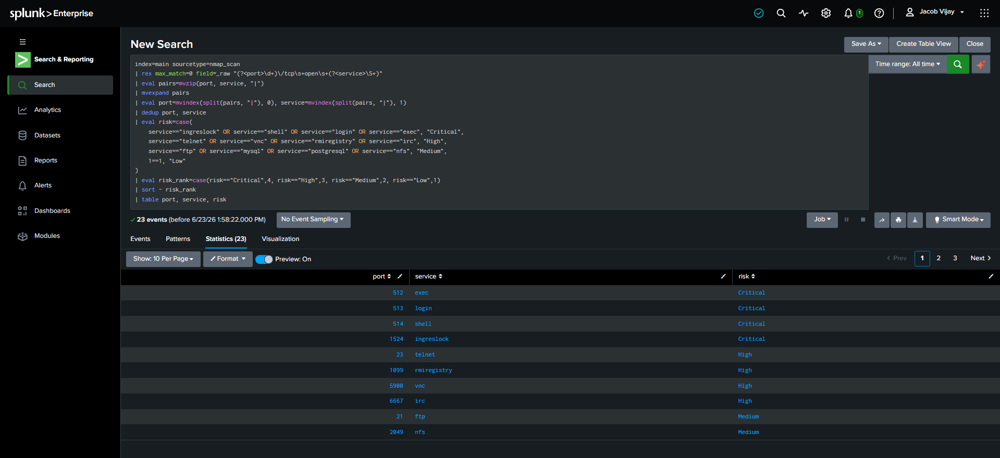 splunk>Enterprise
1
Jacob Vijay
Search & Reporting
Search
Analytics
Datasets
Reports
Alerts
Dashboards
Modules
New Search
Save As
Create Table View
Close
index=main sourcetype=nmap_scan
| rex max_match=0 field=_raw "(?<port>\d+)\/tcp\s+open\s+(?<service>\S+)"
| eval pairs=mvzip(port, service, "|")
| mvexpand pairs
| eval port=mvindex(split(pairs, "|"), 0), service=mvindex(split(pairs, "|"), 1)
| dedup port, service
| eval risk=case(
service=="ingreslock" OR service=="shell" OR service=="login" OR service=="exec", "Critical",
service=="telnet" OR service=="vnc" OR service=="rmiregistry" OR service=="irc", "High",
service=="ftp" OR service=="mysql" OR service=="postgresql" OR service=="nfs", "Medium",
1==1, "Low"
)
| eval risk_rank=case(risk=="Critical",4, risk=="High",3, risk=="Medium",2, risk=="Low",1)
| sort - risk_rank
| table port, service, risk
Time range: All time
23 events (before 6/23/26 1:58:22.000 PM)
No Event Sampling
Job
Smart Mode
Events
Patterns
Statistics (23)
Visualization
Show: 10 Per Page
Format
Preview: On
< Prev
1
2
3
Next >
port service risk
512 exec Critical
513 login Critical
514 shell Critical
1524 ingreslock Critical
23 telnet High
1099 rmiregistry High
5900 vnc High
6667 irc High
21 ftp Medium
2049 nfs Medium